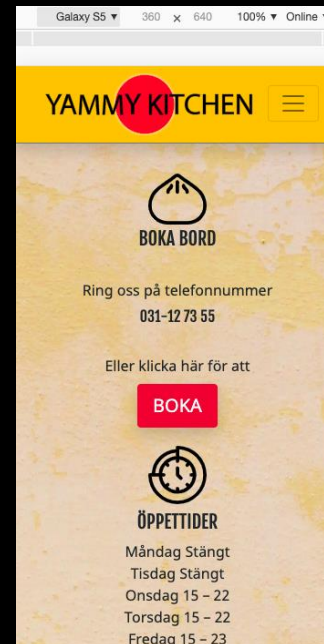 Galaxy S5 ▼ 360 x 640 100% ▼ Online
YAMMY KITCHEN
BOKA BORD
Ring oss på telefonnummer
031-12 73 55
Eller klicka här för att
BOKA
ÖPPETTIDER
Måndag Stängt
Tisdag Stängt
Onsdag 15 – 22
Torsdag 15 – 22
Fredag 15 – 23